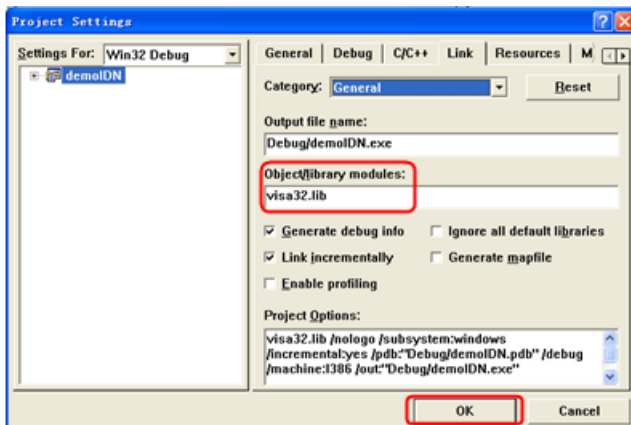 Project Settings
Settings For: Win32 Debug
demoIDN
General Debug C/C++ Link Resources M
Category: General Reset
Output file name:
Debug/demoIDN.exe
Object/library modules:
visa32.lib
Generate debug info Ignore all default libraries
Link incrementally Generate mapfile
Enable profiling
Project Options:
visa32.lib /nologo /subsystem:windows
/incremental:yes /pdb:"Debug/demoIDN.pdb" /debug
/machine:I386 /out:"Debug/demoIDN.exe"
OK Cancel